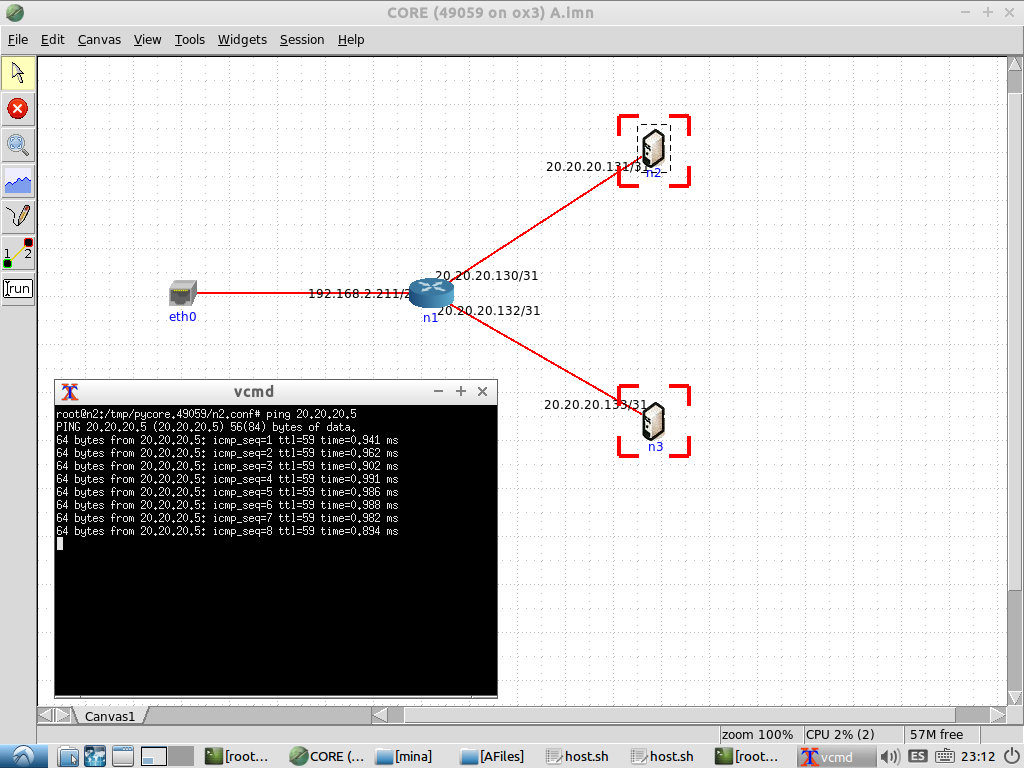 CORE (49059 on ox3) A.imn
File Edit Canvas View Tools Widgets Session Help
20.20.20.131/31
n2
20.20.20.130/31
192.168.2.211/2
eth0
n1
20.20.20.132/31
run
1 2
20.20.20.133/31
n3
vcmd
root@n2:/tmp/pycore.49059/n2.conf# ping 20.20.20.5
PING 20.20.20.5 (20.20.20.5) 56(84) bytes of data.
64 bytes from 20.20.20.5: icmp_seq=1 ttl=59 time=0.941 ms
64 bytes from 20.20.20.5: icmp_seq=2 ttl=59 time=0.962 ms
64 bytes from 20.20.20.5: icmp_seq=3 ttl=59 time=0.902 ms
64 bytes from 20.20.20.5: icmp_seq=4 ttl=59 time=0.991 ms
64 bytes from 20.20.20.5: icmp_seq=5 ttl=59 time=0.986 ms
64 bytes from 20.20.20.5: icmp_seq=6 ttl=59 time=0.988 ms
64 bytes from 20.20.20.5: icmp_seq=7 ttl=59 time=0.982 ms
64 bytes from 20.20.20.5: icmp_seq=8 ttl=59 time=0.894 ms
Canvas1
zoom 100% CPU 2% (2) 57M free
[root... CORE (... [mina] [AFiles] host.sh host.sh [root... vcmd ES 23:12